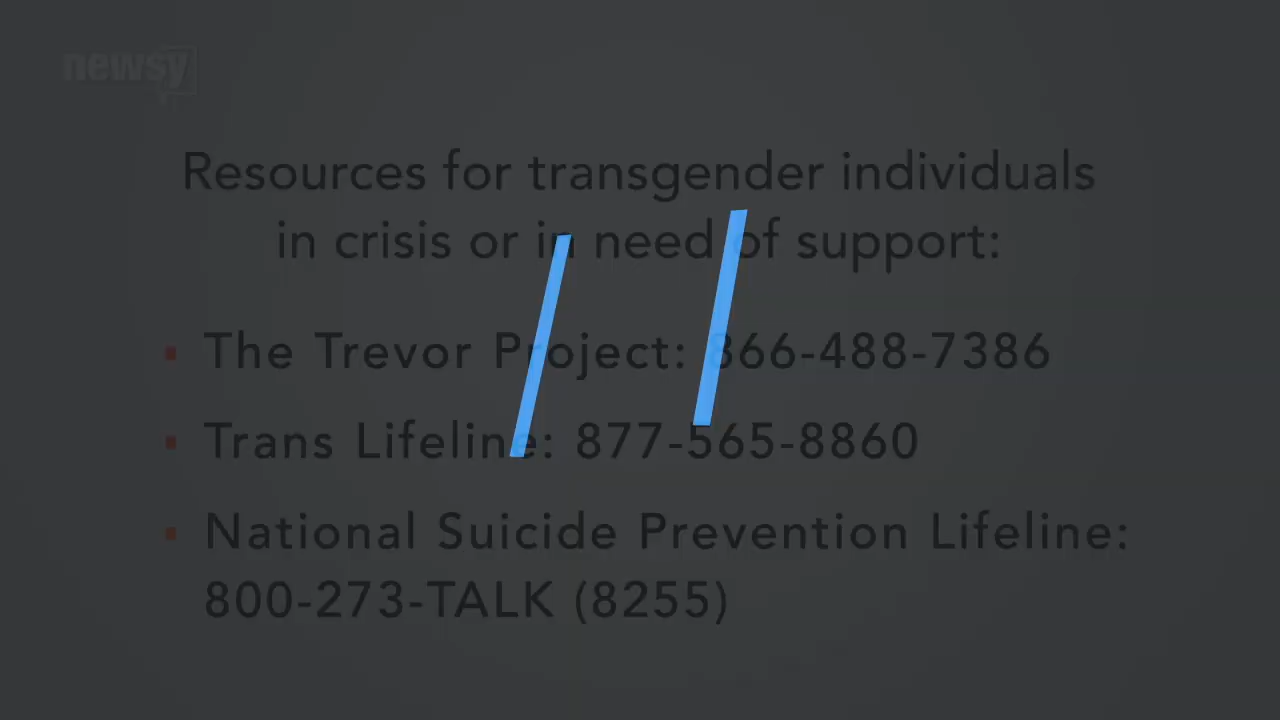 newsy
Resources for transgender individuals
in crisis or in need of support:
The Trevor Project: 866-488-7386
Trans Lifeline: 877-565-8860
National Suicide Prevention Lifeline:
800-273-TALK (8255)